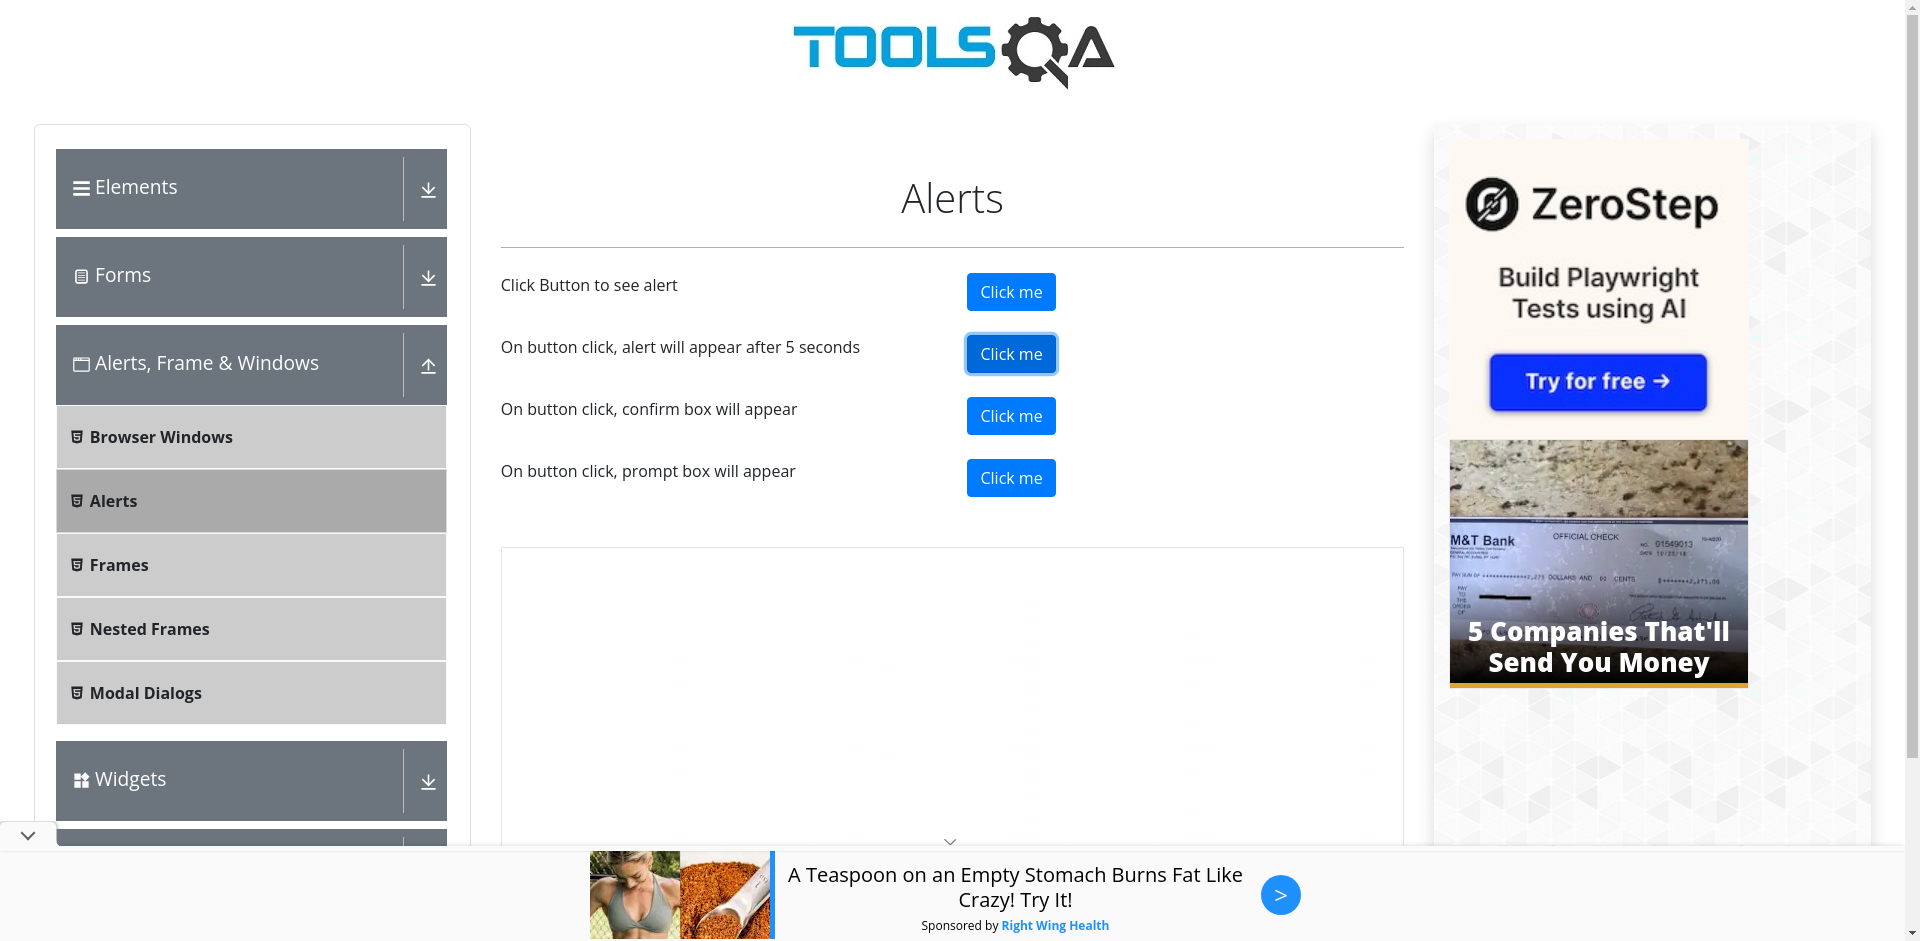 TOOLSQA
Elements
Forms
Alerts, Frame & Windows
Browser Windows
Alerts
Frames
Nested Frames
Modal Dialogs
Widgets
Alerts
Click Button to see alert
Click me
On button click, alert will appear after 5 seconds
Click me
On button click, confirm box will appear
Click me
On button click, prompt box will appear
Click me
ZeroStep
Build Playwright
Tests using AI
Try for free →
M&T Bank
OFFICIAL CHECK
01549013
5 Companies That'll
Send You Money
A Teaspoon on an Empty Stomach Burns Fat Like
Crazy! Try It!
Sponsored by Right Wing Health
>